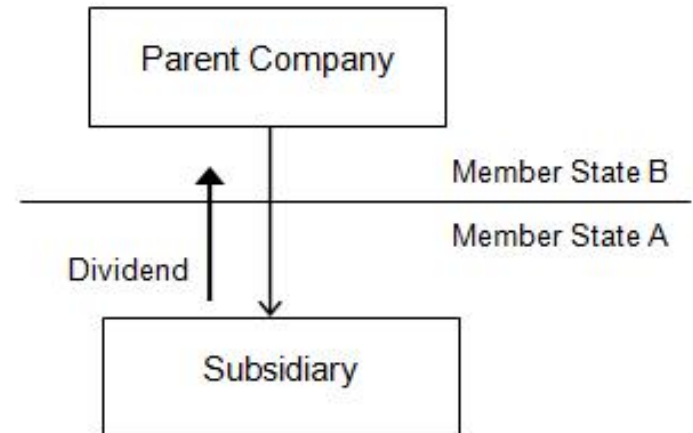 Parent Company
Member State B
Member State A
Dividend
Subsidiary